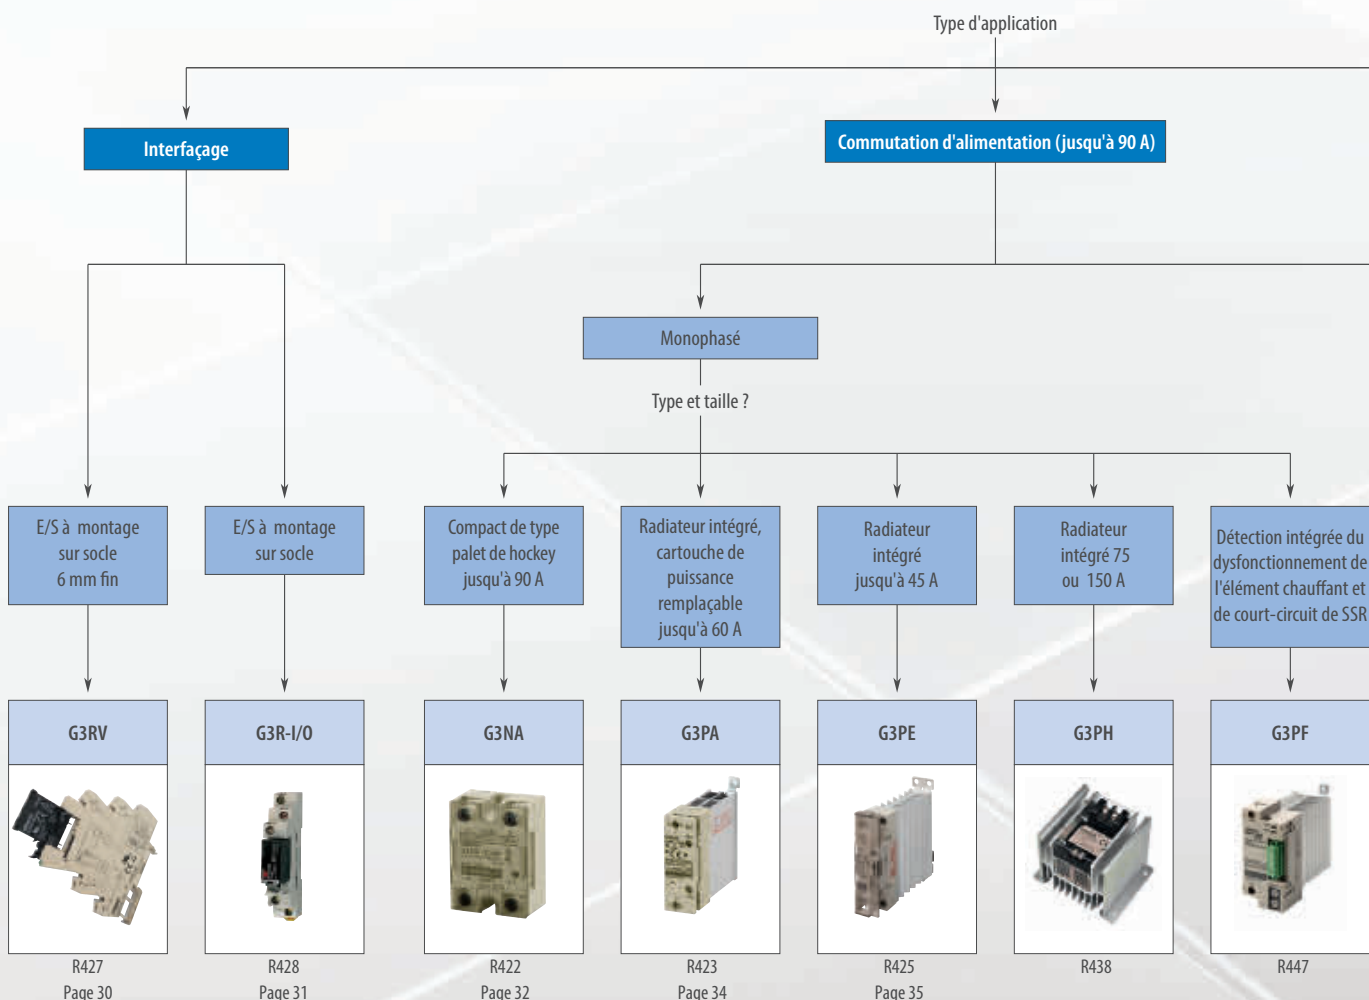 Type d'application
Interfaçage
Commutation d'alimentation (jusqu'à 90 A)
Monophasé
Type et taille ?
E/S à montage
sur socle
6 mm fin
E/S à montage
sur socle
Compact de type
palet de hockey
jusqu'à 90 A
Radiateur intégré,
cartouche de
puissance
remplaçable
jusqu'à 60 A
Radiateur
intégré
jusqu'à 45 A
Radiateur
intégré 75
ou 150 A
Détection intégrée du
dysfonctionnement de
l'élément chauffant et
de court-circuit de SSR
G3RV
G3R-I/O
G3NA
G3PA
G3PE
G3PH
G3PF
R427
Page 30
R428
Page 31
R422
Page 32
R423
Page 34
R425
Page 35
R438
R447